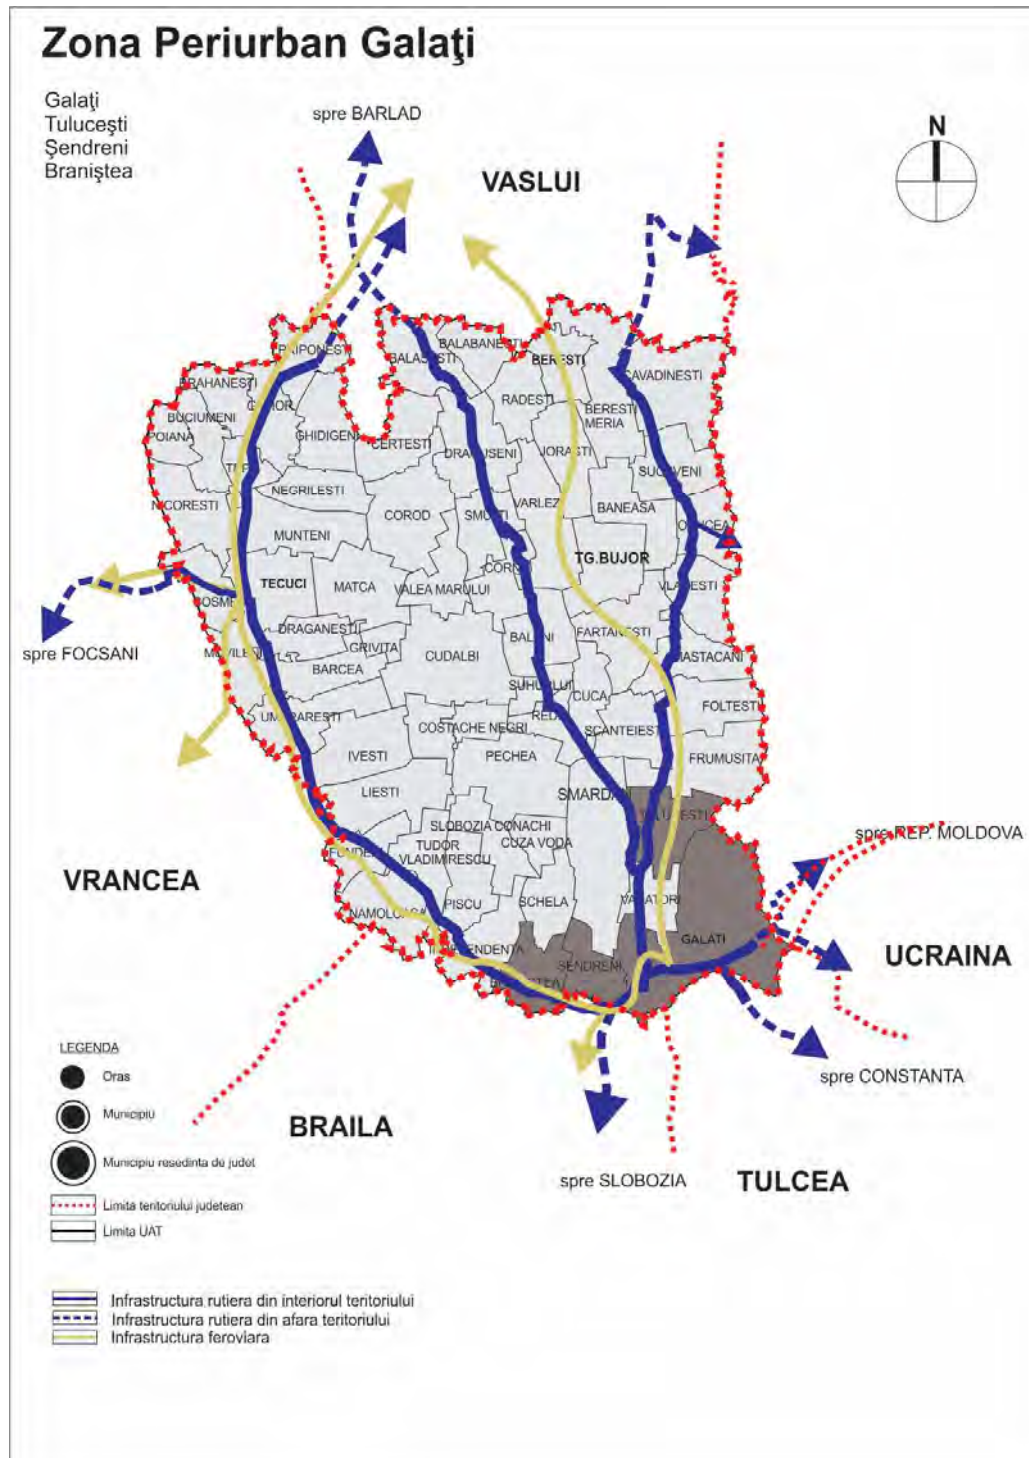 Zona Periurban Galaţi
Galaţi
Tuluceşti
Şendreni
Braniştea
spre BARLAD
N
VASLUI
BALABANESTI
BERESTI
CAVADINESTI
BRAHANESTI
RADESTI
BERESTI
MERIA
BUCIUMENI
POIANA
GHIDIGENI
CERTESTI
JORASTI
NEGRILESTI
NICORESTI
COROD
VARLEZ
BANEASA
MUNTENI
TG.BUJOR
TECUCI
MATCA
VALEA MARULUI
DRAGANESTI
GRIVITA
CUDALBI
FARTANESTI
spre FOCSANI
BARCEA
MASTACANI
SUHURLUI
CUCA
FOLTESTI
COSTACHE NEGRI
SCANTEIESTI
IVESTI
PECHEA
FRUMUSITA
LIESTI
SMARDAN
SLOBOZIA CONACHI
CUZA VODA
TUDOR
VLADIMIRESCU
spre REP. MOLDOVA
VRANCEA
NAMOLOASA
PISCU
SCHELA
GALATI
UCRAINA
SENDRENI
spre CONSTANTA
BRAILA
spre SLOBOZIA
TULCEA
LEGENDA
Oras
Municipiu
Municipiu resedinta de judet
Limita teritoriului judetean
Limita UAT
Infrastructura rutiera din interiorul teritoriului
Infrastructura rutiera din afara teritoriului
Infrastructura feroviara